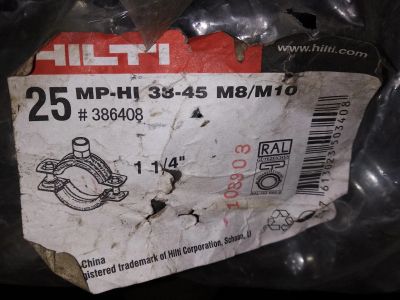 HILTI
www.hilti.com
25 MP-HI 38-45 M8/M10
# 386408
1 1/4"
RAL
China
gistered trademark of Hilti Corporation, Schaan, LI